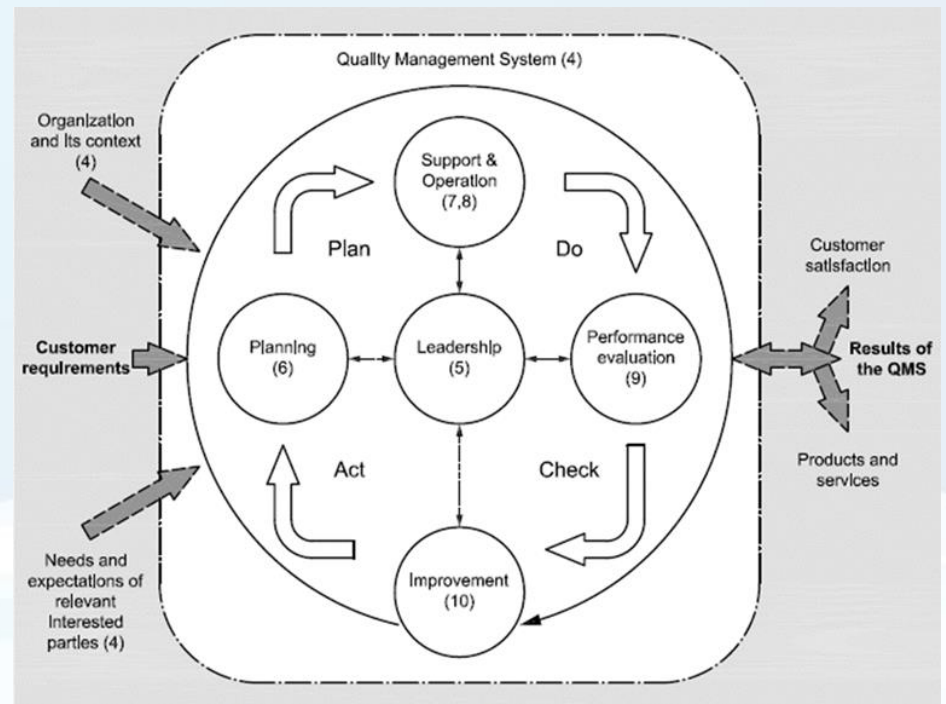 Quality Management System (4)
Organization
and its context
(4)
Support &
Operation
(7,8)
Plan
Do
Customer
satisfaction
Customer
requirements
Planning
(6)
Leadership
(5)
Performance
evaluation
(9)
Results of
the QMS
Act
Check
Products and
services
Needs and
expectations of
relevant
interested
parties (4)
Improvement
(10)